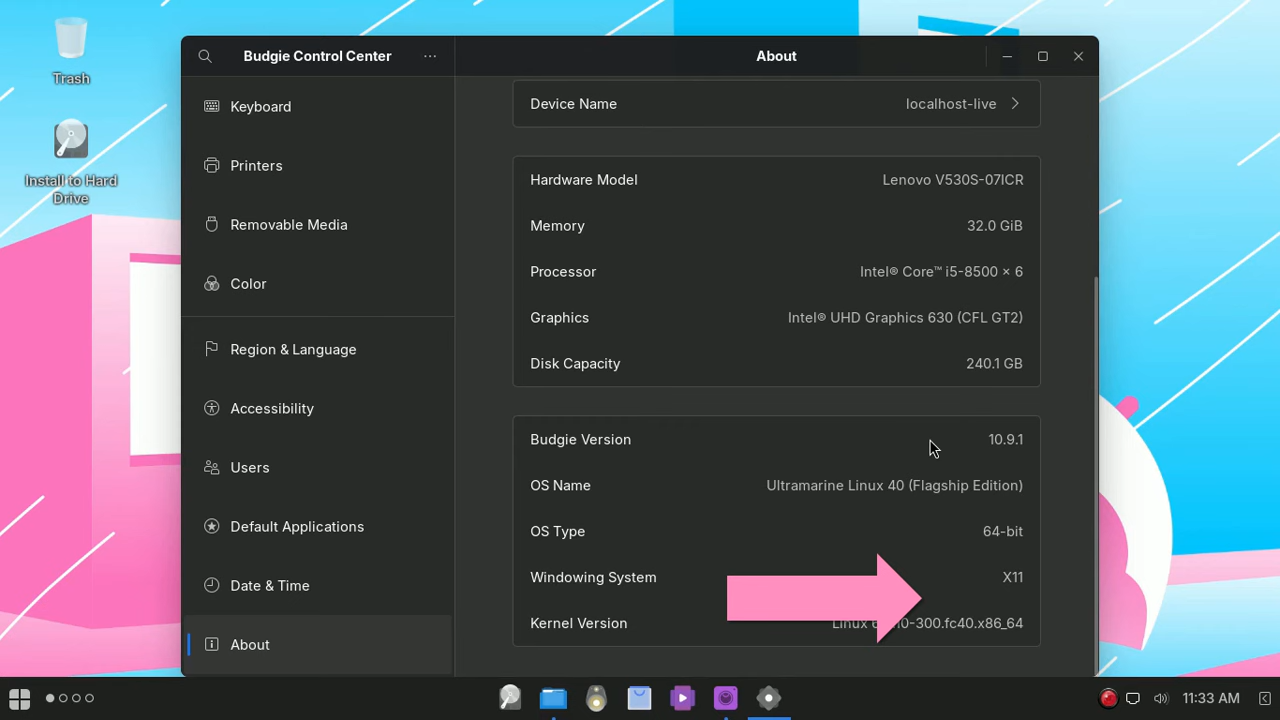 Trash
Install to Hard
Drive
Budgie Control Center
About
Keyboard
Printers
Removable Media
Color
Region & Language
Accessibility
Users
Default Applications
Date & Time
About
Device Name localhost-live
Hardware Model Lenovo V530S-07ICR
Memory 32.0 GiB
Processor Intel® Core™ i5-8500 × 6
Graphics Intel® UHD Graphics 630 (CFL GT2)
Disk Capacity 240.1 GB
Budgie Version 10.9.1
OS Name Ultramarine Linux 40 (Flagship Edition)
OS Type 64-bit
Windowing System X11
Kernel Version Linux
11:33 AM